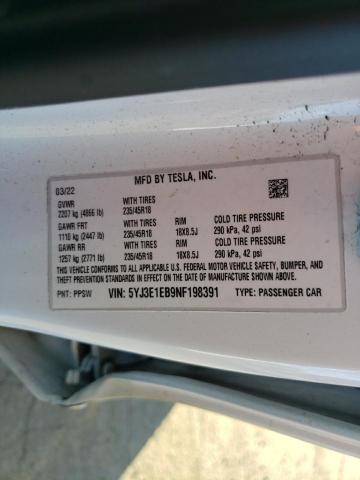 MFD BY TESLA, INC.
03/22
GVWR WITH TIRES
2207 kg (4866 lb) 235/45R18
GAWR FRT WITH TIRES RIM COLD TIRE PRESSURE
1110 kg (2447 lb) 235/45R18 18X8.5J 290 kPa, 42 psi
GAWR RR WITH TIRES RIM COLD TIRE PRESSURE
1257 kg (2771 lb) 235/45R18 18X8.5J 290 kPa, 42 psi
THIS VEHICLE CONFORMS TO ALL APPLICABLE U.S. FEDERAL MOTOR VEHICLE SAFETY, BUMPER, AND
THEFT PREVENTION STANDARDS IN EFFECT ON THE DATE OF MANUFACTURE SHOWN ABOVE.
PNT: PPSW VIN: 5YJ3E1EB9NF198391 TYPE: PASSENGER CAR